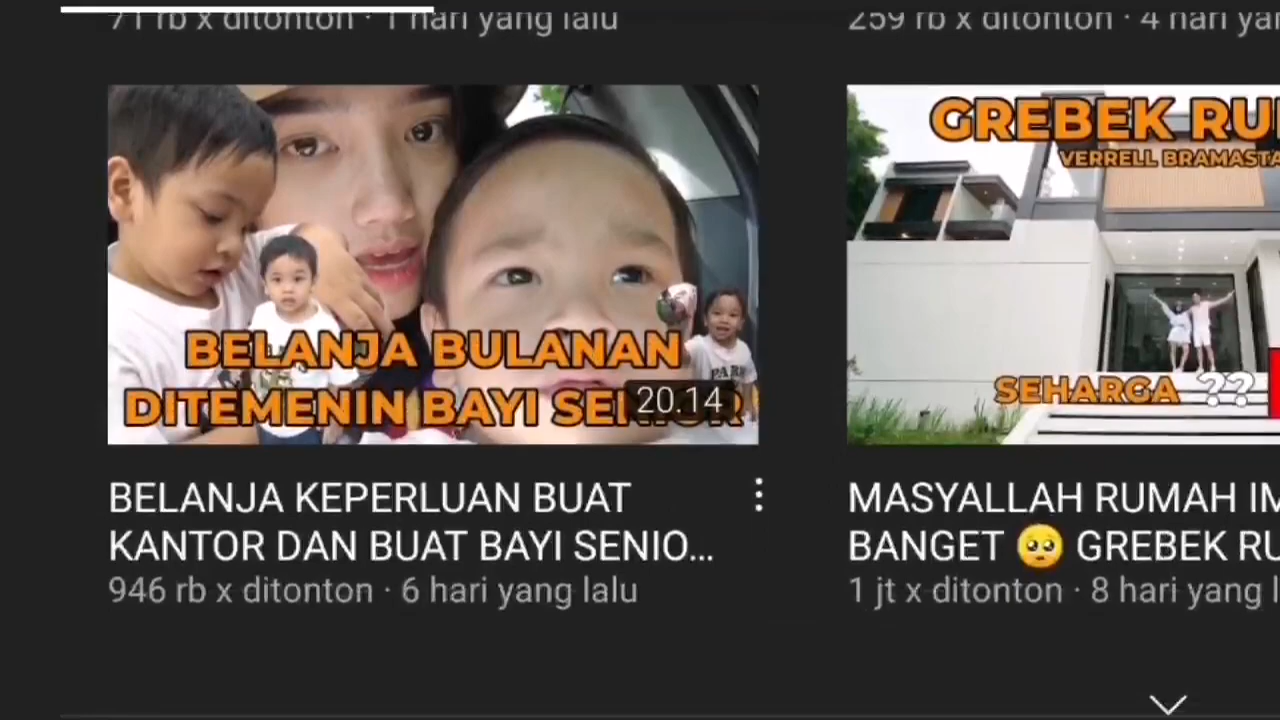 71 rb x ditonton · 1 hari yang lalu
259 rb x ditonton · 4 hari
BELANJA BULANAN
DITEMENIN BAYI SENIOR
20.14
PARI
BELANJA KEPERLUAN BUAT
KANTOR DAN BUAT BAYI SENIO...
946 rb x ditonton · 6 hari yang lalu
GREBEK RU
VERRELL BRAMASTA
SEHARGA ??
MASYALLAH RUMAH IM
BANGET 🥺 GREBEK RU
1 jt x ditonton · 8 hari yang l